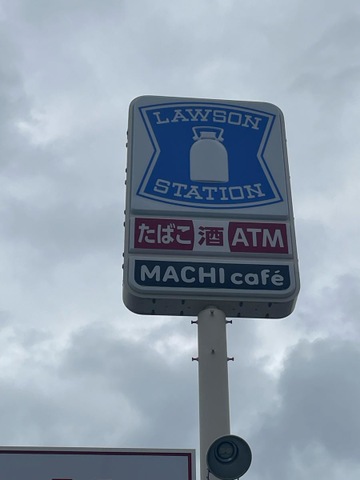 LAWSON
STATION
たばこ 酒 ATM
MACHI café